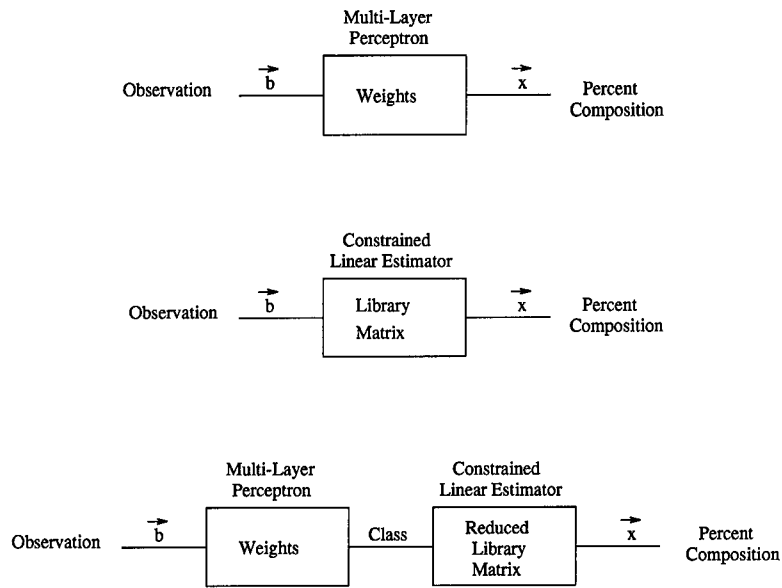 Multi-Layer
Perceptron
Observation
b
Weights
x
Percent
Composition
Constrained
Linear Estimator
Observation
b
Library
Matrix
x
Percent
Composition
Multi-Layer
Perceptron
Constrained
Linear Estimator
Observation
b
Weights
Class
Reduced
Library
Matrix
x
Percent
Composition